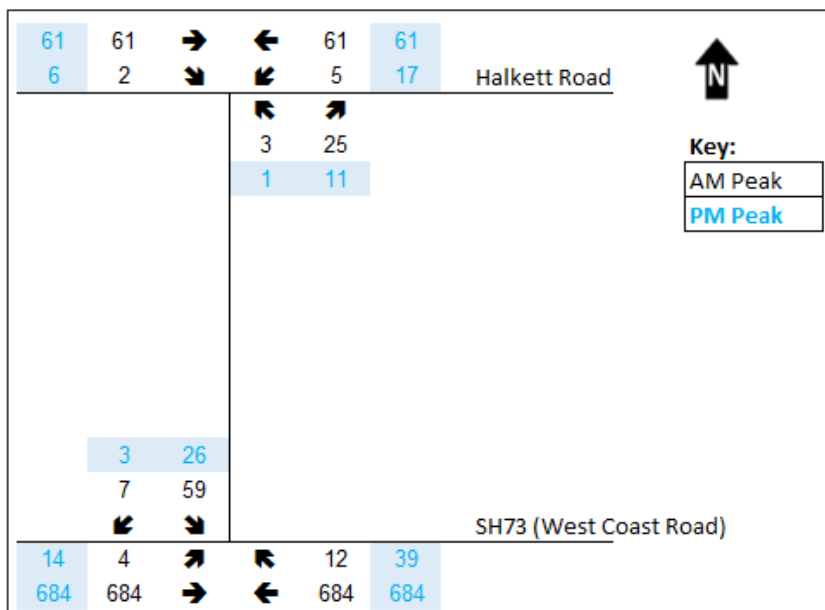 61 61 → ← 61 61
6 2 ↘ ↙ 5 17 Halkett Road
N
↖ ↗
3 25
Key:
1 11
AM Peak
PM Peak
3 26
7 59
↙ ↘
SH73 (West Coast Road)
14 4 ↗ ↖ 12 39
684 684 → ← 684 684